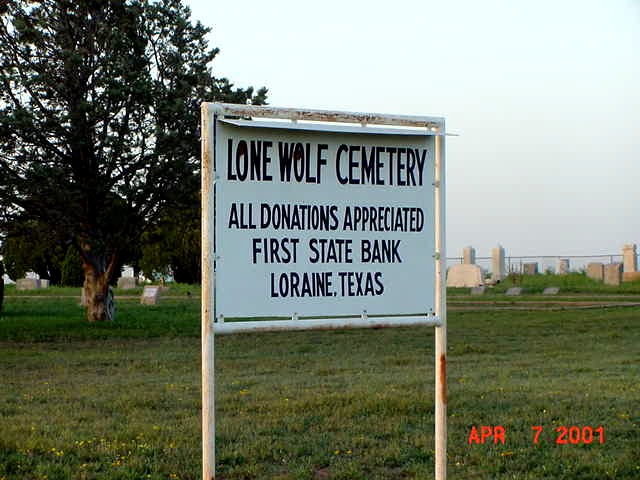 LONE WOLF CEMETERY
ALL DONATIONS APPRECIATED
FIRST STATE BANK
LORAINE, TEXAS
APR 7 2001